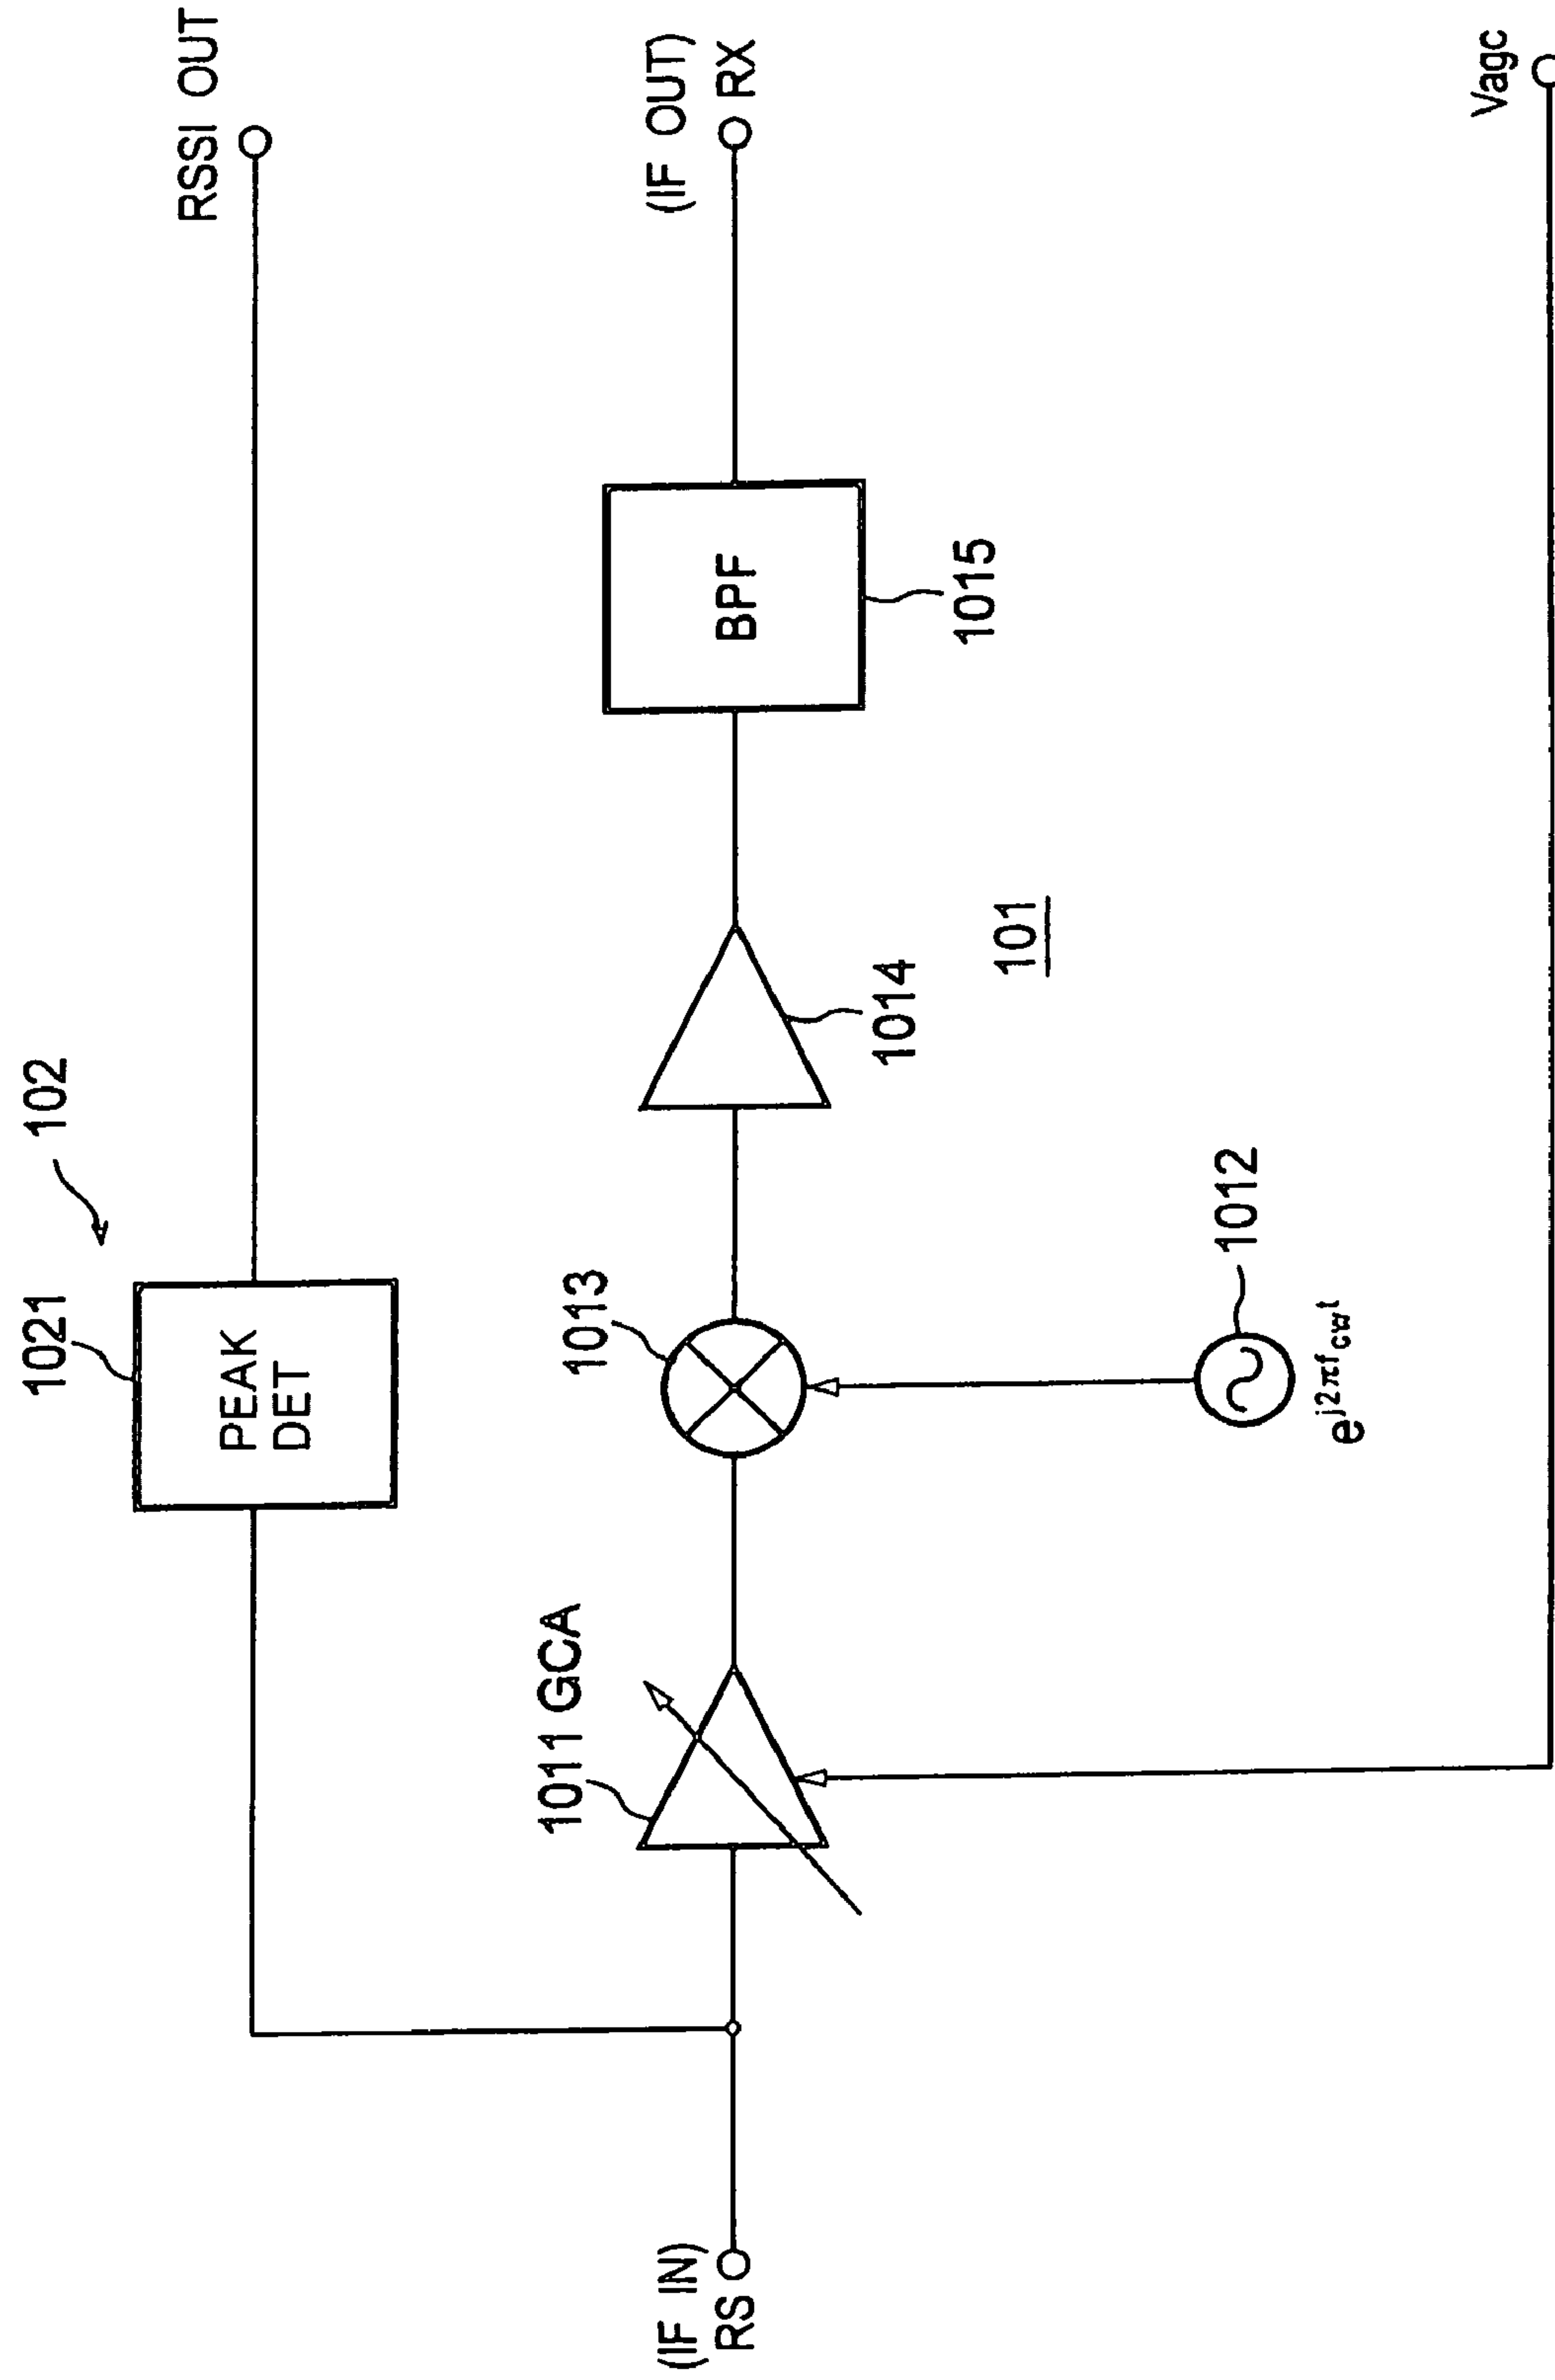 102
1021
PEAK
DET
RSSI OUT
(IF IN)
RS
1011 GCA
1013
1014
BPF
1015
(IF OUT)
RX
101
1012
e^{j2πf_{cw}t}
Vagc